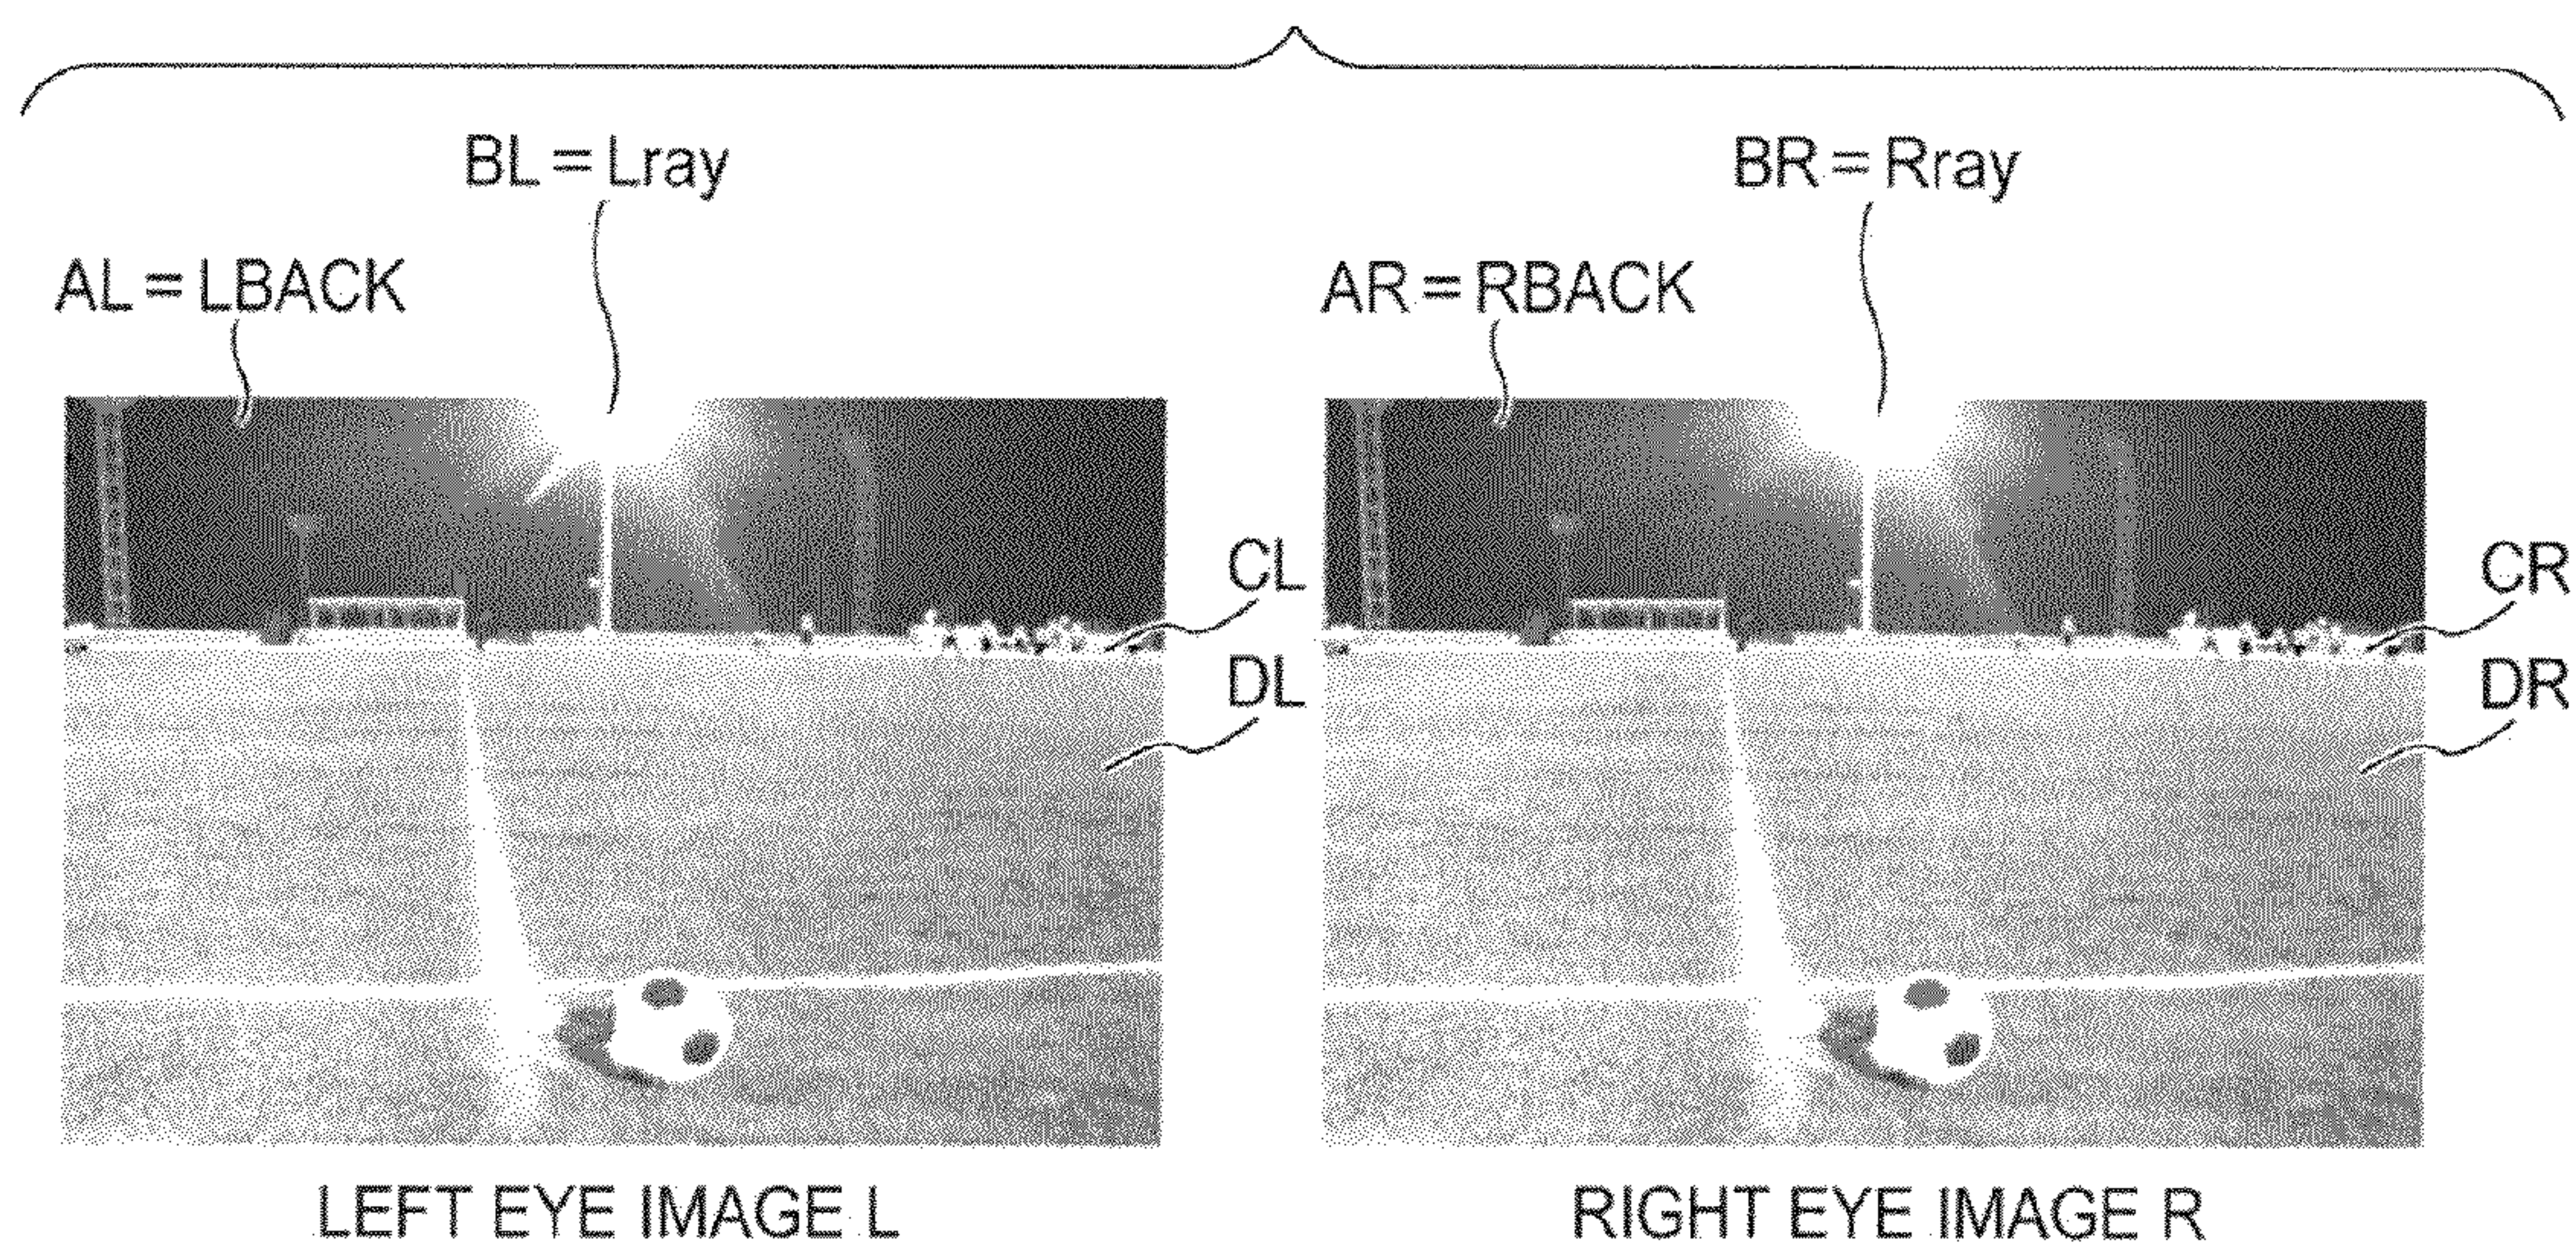 BL=Lray
BR=Rray
AL=LBACK
AR=RBACK
CL
CR
DL
DR
LEFT EYE IMAGE L
RIGHT EYE IMAGE R